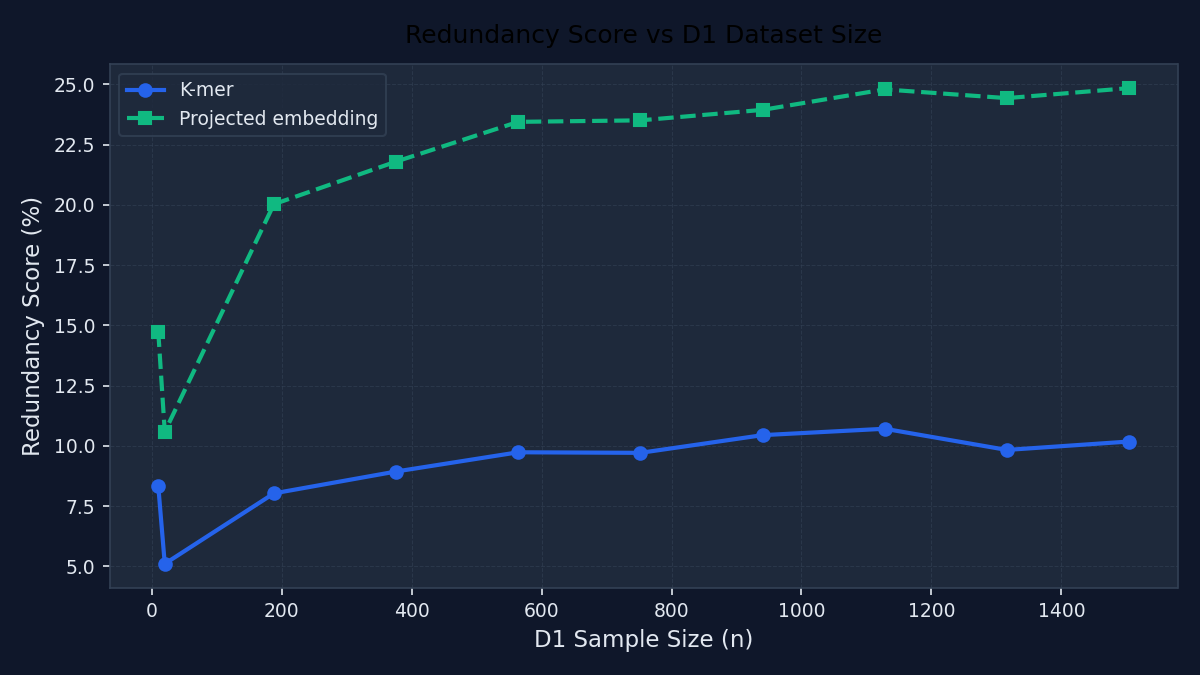 Redundancy Score vs D1 Dataset Size
K-mer
Projected embedding
25.0
22.5
20.0
17.5
15.0
12.5
10.0
7.5
5.0
Redundancy Score (%)
0 200 400 600 800 1000 1200 1400
D1 Sample Size (n)